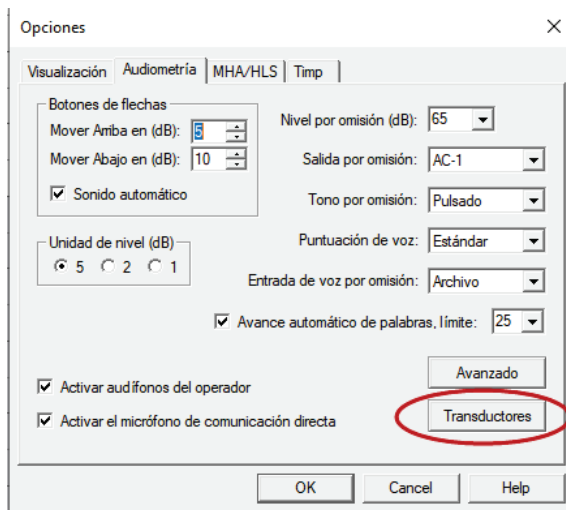 Opciones
Visualización Audiometría MHA/HLS Timp
Botones de flechas
Mover Arriba en (dB): 5
Mover Abajo en (dB): 10
Sonido automático
Unidad de nivel (dB)
5 2 1
Nivel por omisión (dB): 65
Salida por omisión: AC-1
Tono por omisión: Pulsado
Puntuación de voz: Estándar
Entrada de voz por omisión: Archivo
Avance automático de palabras, límite: 25
Activar audífonos del operador
Activar el micrófono de comunicación directa
Avanzado
Transductores
OK Cancel Help